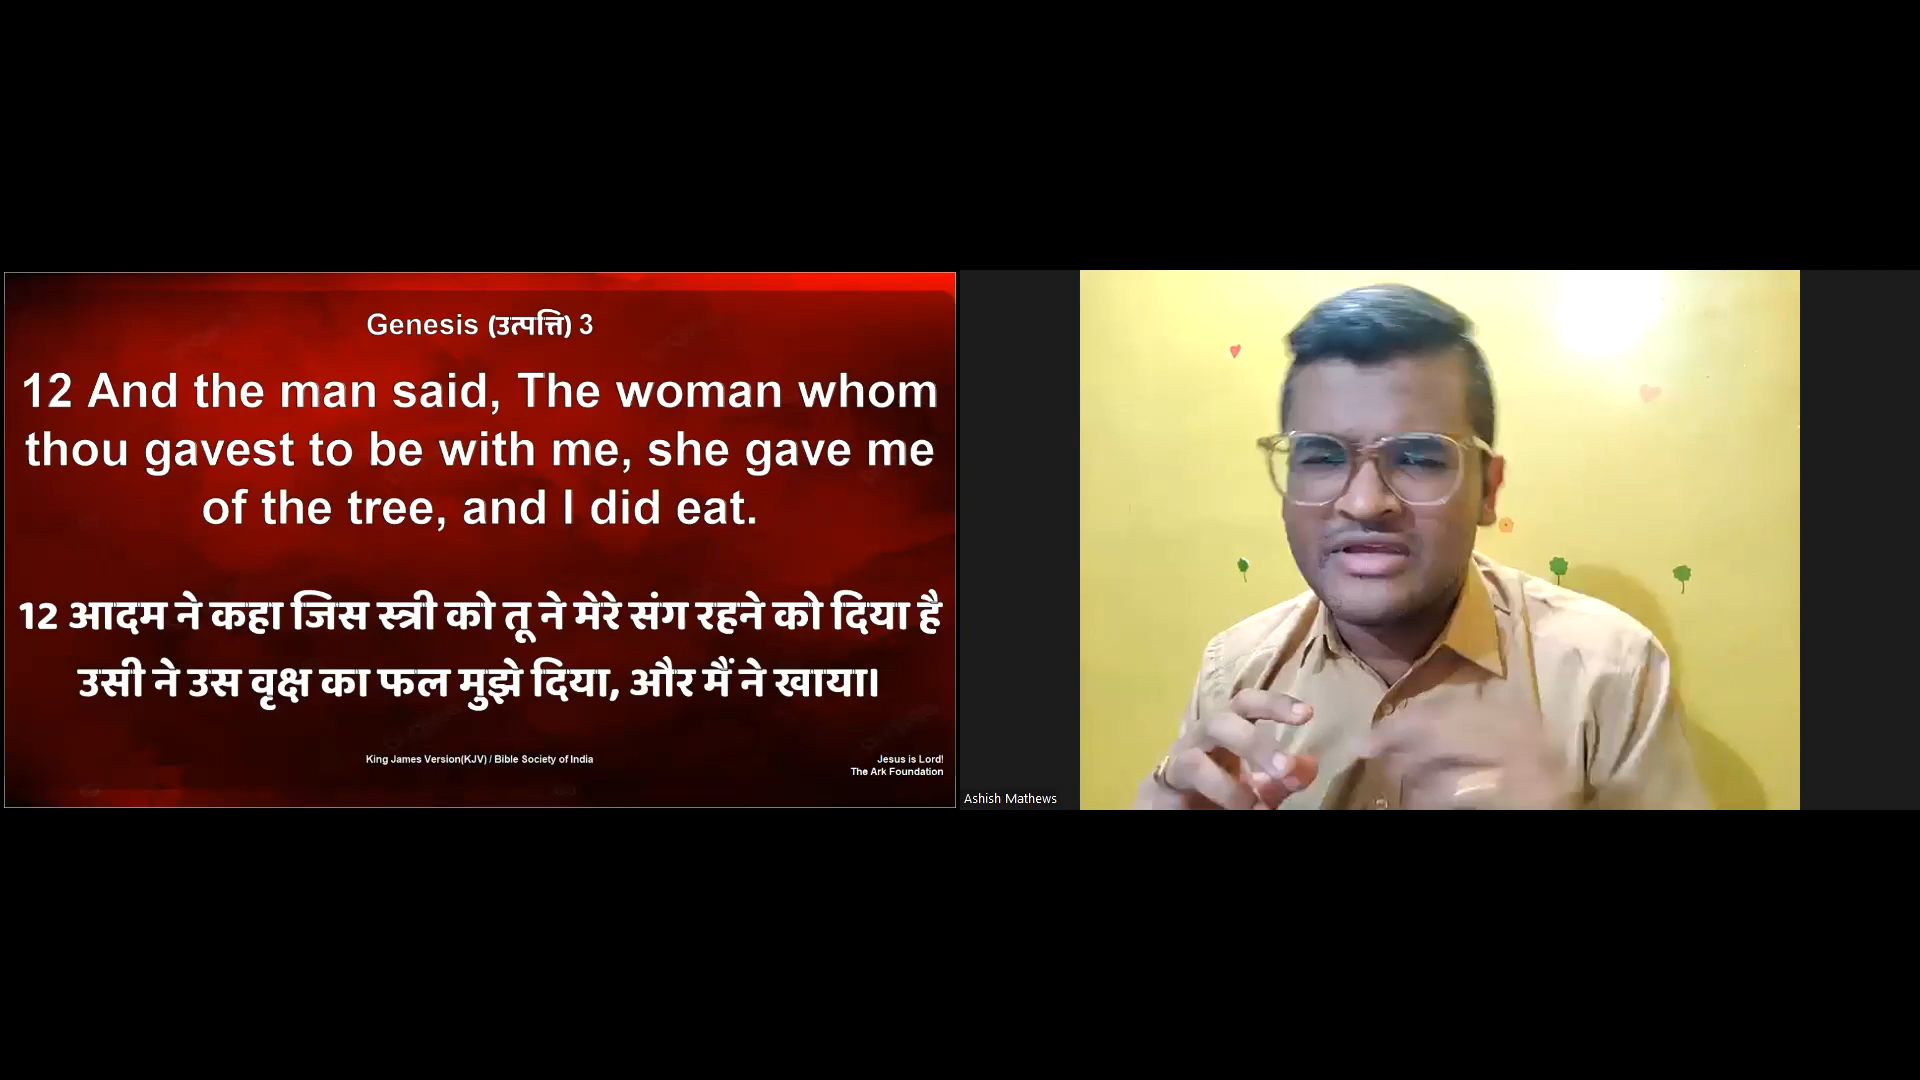 Genesis (उत्पत्ति) 3
12 And the man said, The woman whom
thou gavest to be with me, she gave me
of the tree, and I did eat.
12 आदम ने कहा जिस स्त्री को तू ने मेरे संग रहने को दिया है
उसी ने उस वृक्ष का फल मुझे दिया, और मैं ने खाया।
King James Version(KJV) / Bible Society of India
Jesus is Lord!
The Ark Foundation
Ashish Mathews